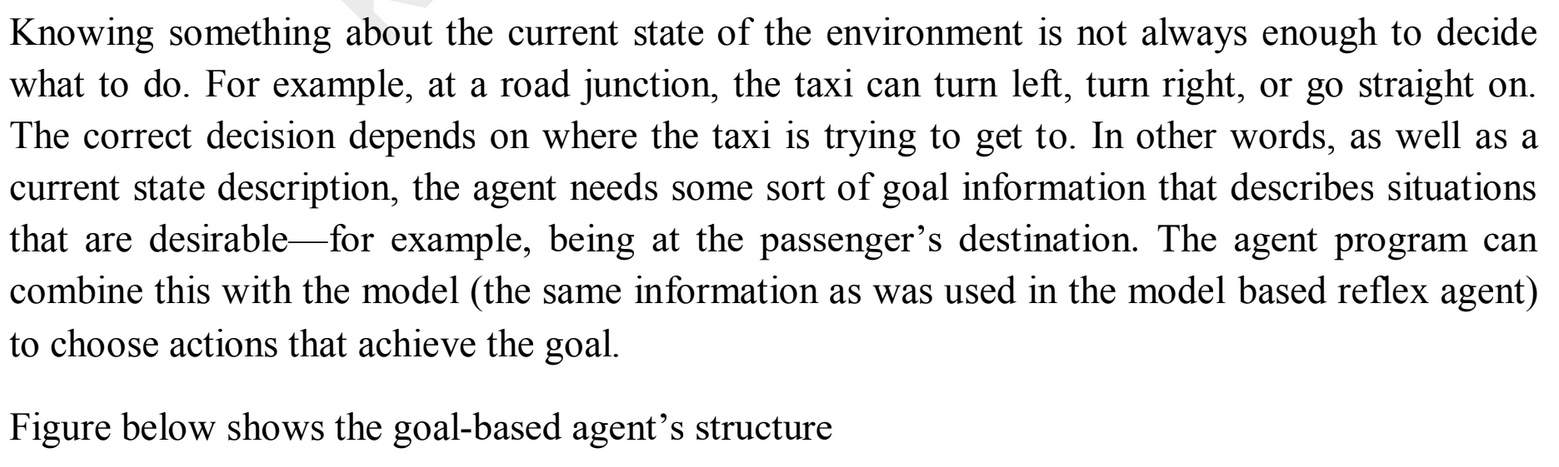 Knowing something about the current state of the environment is not always enough to decide
what to do. For example, at a road junction, the taxi can turn left, turn right, or go straight on.
The correct decision depends on where the taxi is trying to get to. In other words, as well as a
current state description, the agent needs some sort of goal information that describes situations
that are desirable—for example, being at the passenger’s destination. The agent program can
combine this with the model (the same information as was used in the model based reflex agent)
to choose actions that achieve the goal.
Figure below shows the goal-based agent’s structure